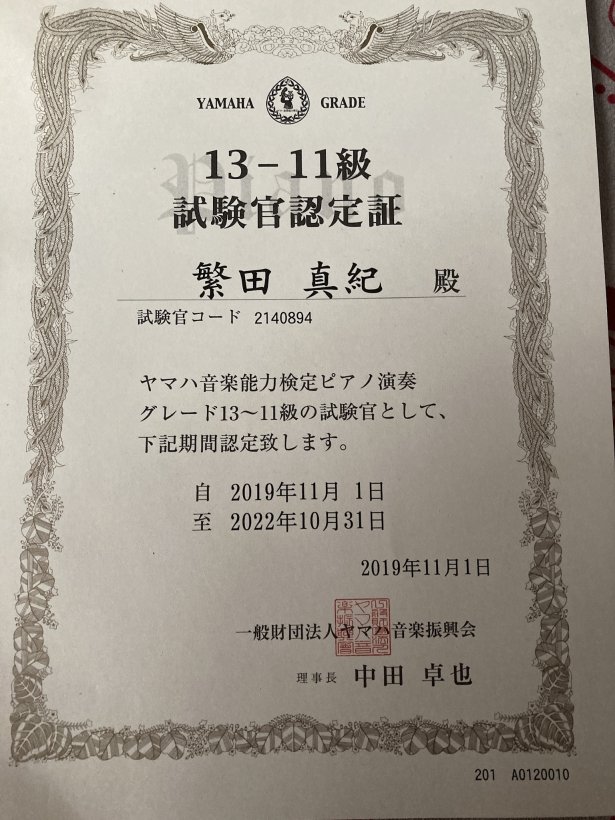 YAMAHA GRADE
13−11級
試験官認定証
繁田 真紀 殿
試験官コード 2140894
ヤマハ音楽能力検定ピアノ演奏
グレード13〜11級の試験官として、
下記期間認定致します。
自 2019年11月 1日
至 2022年10月31日
2019年11月1日
一般財団法人ヤマハ音楽振興会
理事長 中田 卓也
201 A0120010